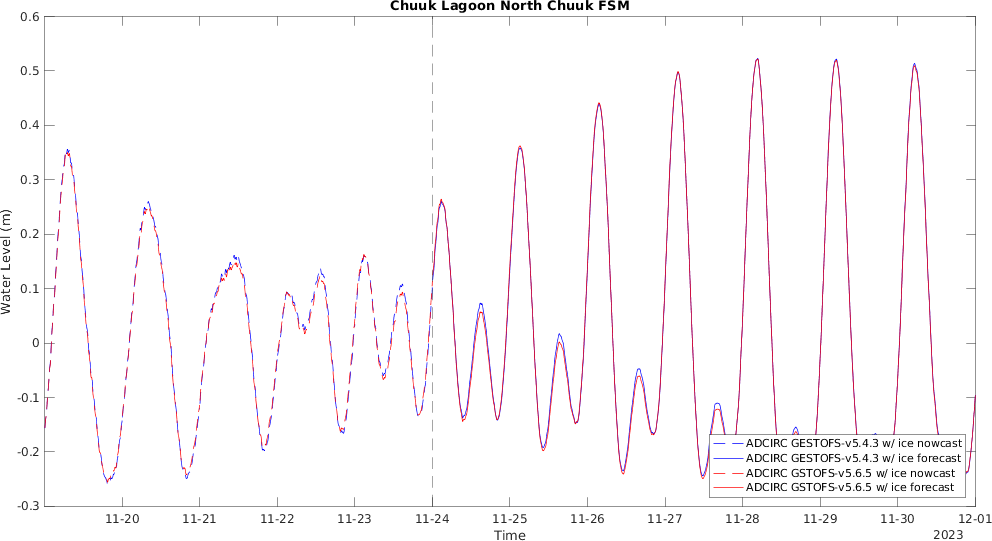 Chuuk Lagoon North Chuuk FSM
0.6
0.5
0.4
0.3
0.2
0.1
0
-0.1
-0.2
-0.3
Water Level (m)
ADCIRC GESTOFS-v5.4.3 w/ ice nowcast
ADCIRC GESTOFS-v5.4.3 w/ ice forecast
ADCIRC GSTOFS-v5.6.5 w/ ice nowcast
ADCIRC GSTOFS-v5.6.5 w/ ice forecast
11-20 11-21 11-22 11-23 11-24 11-25 11-26 11-27 11-28 11-29 11-30 12-01
Time
2023